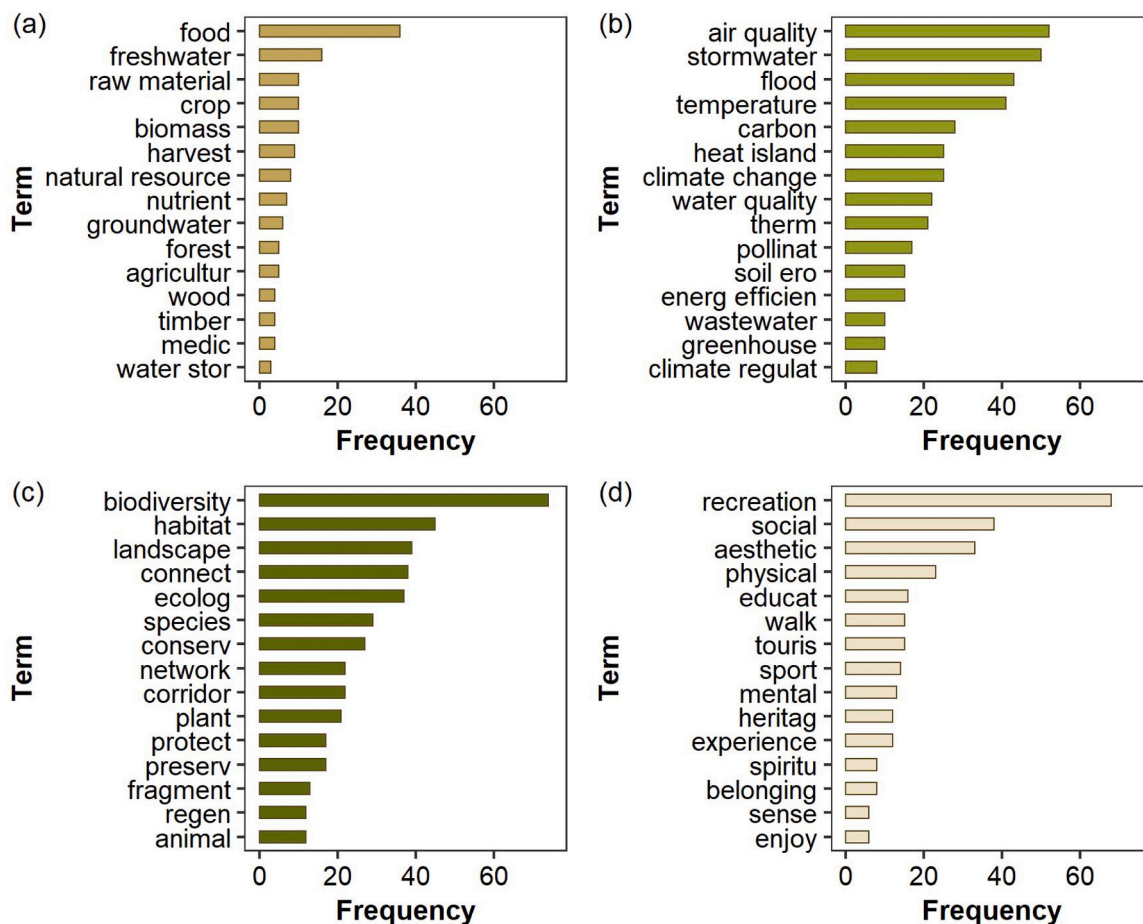 (a)
Term
food
freshwater
raw material
crop
biomass
harvest
natural resource
nutrient
groundwater
forest
agricultur
wood
timber
medic
water stor
0 20 40 60
Frequency
(b)
Term
air quality
stormwater
flood
temperature
carbon
heat island
climate change
water quality
therm
pollinat
soil ero
energ efficien
wastewater
greenhouse
climate regulat
0 20 40 60
Frequency
(c)
Term
biodiversity
habitat
landscape
connect
ecolog
species
conserv
network
corridor
plant
protect
preserv
fragment
regen
animal
0 20 40 60
Frequency
(d)
Term
recreation
social
aesthetic
physical
educat
walk
touris
sport
mental
heritag
experience
spiritu
belonging
sense
enjoy
0 20 40 60
Frequency